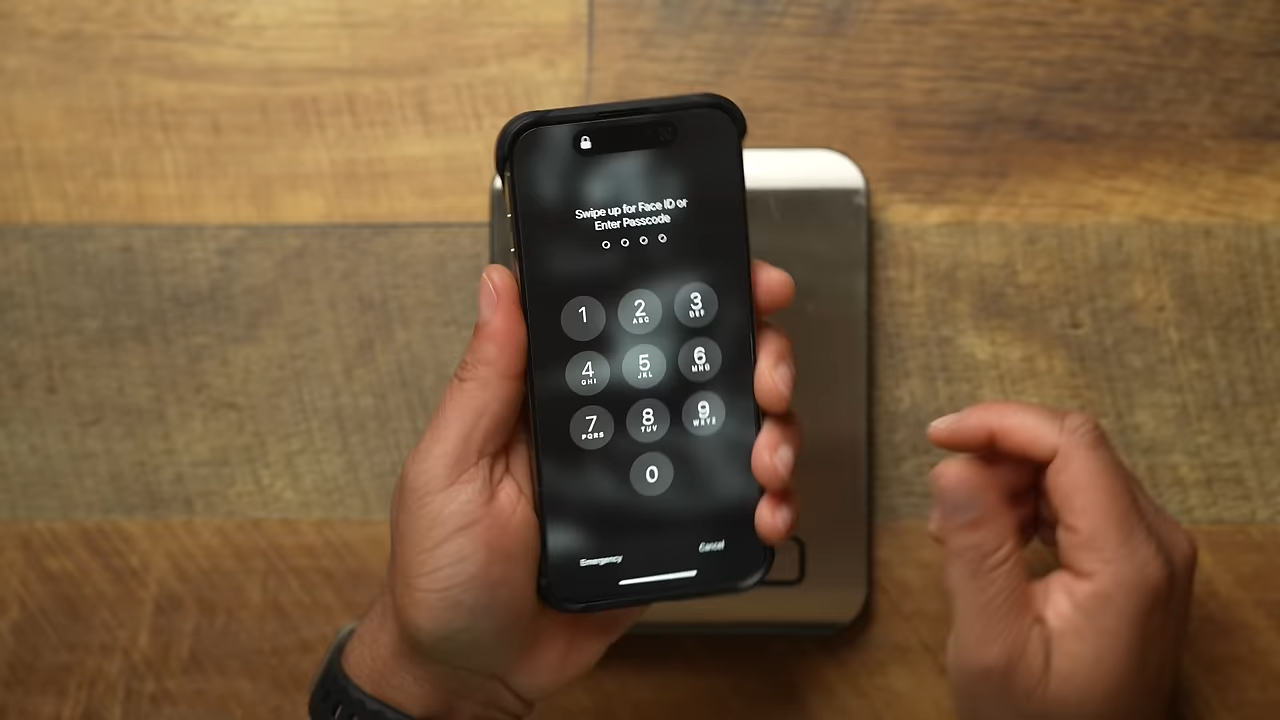 Swipe up for Face ID or
Enter Passcode
1
2
ABC
3
DEF
4
GHI
5
JKL
6
MNO
7
PQRS
8
TUV
9
WXYZ
0
Emergency
Cancel